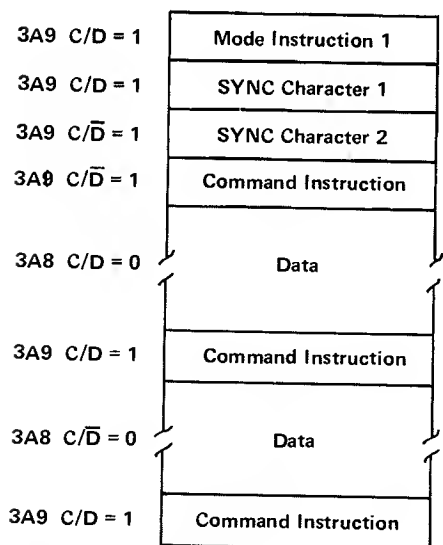 3A9 C/D = 1 Mode Instruction 1
3A9 C/D = 1 SYNC Character 1
3A9 C/D̅ = 1 SYNC Character 2
3A9 C/D̅ = 1 Command Instruction
3A8 C/D = 0 Data
3A9 C/D = 1 Command Instruction
3A8 C/D̅ = 0 Data
3A9 C/D = 1 Command Instruction